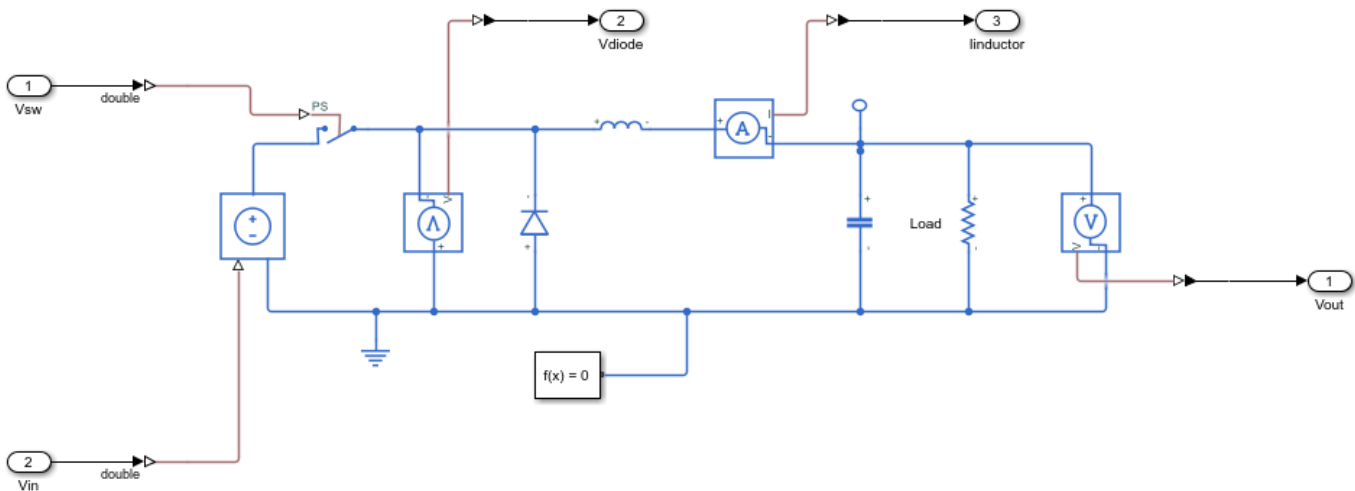 3
2
Vdiode
Iinductor
1
Vsw
double
PS
+
-
+
A
I
-
+
-
-
V
V
+
-
+
+
-
Load
+
-
+
V
V
-
1
Vout
f(x) = 0
2
Vin
double